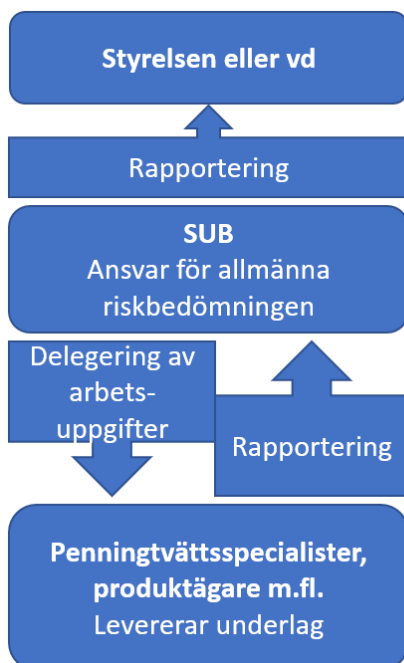 Styrelsen eller vd
Rapportering
SUB
Ansvar för allmänna
riskbedömningen
Delegering av
arbets-
uppgifter
Rapportering
Penningtvättsspecialister,
produktägare m.fl.
Levererar underlag